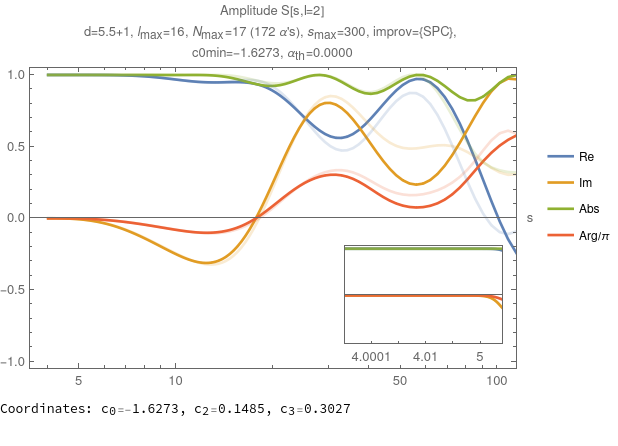 Amplitude S[s,l=2]
d=5.5+1, lmax=16, Nmax=17 (172 α's), smax=300, improv={SPC},
c0min=-1.6273, αth=0.0000
1.0
0.5
0.0
-0.5
-1.0
s
Re
Im
Abs
Arg/π
4.0001
4.01
5
5
10
50
100
Coordinates: c0=-1.6273, c2=0.1485, c3=0.3027